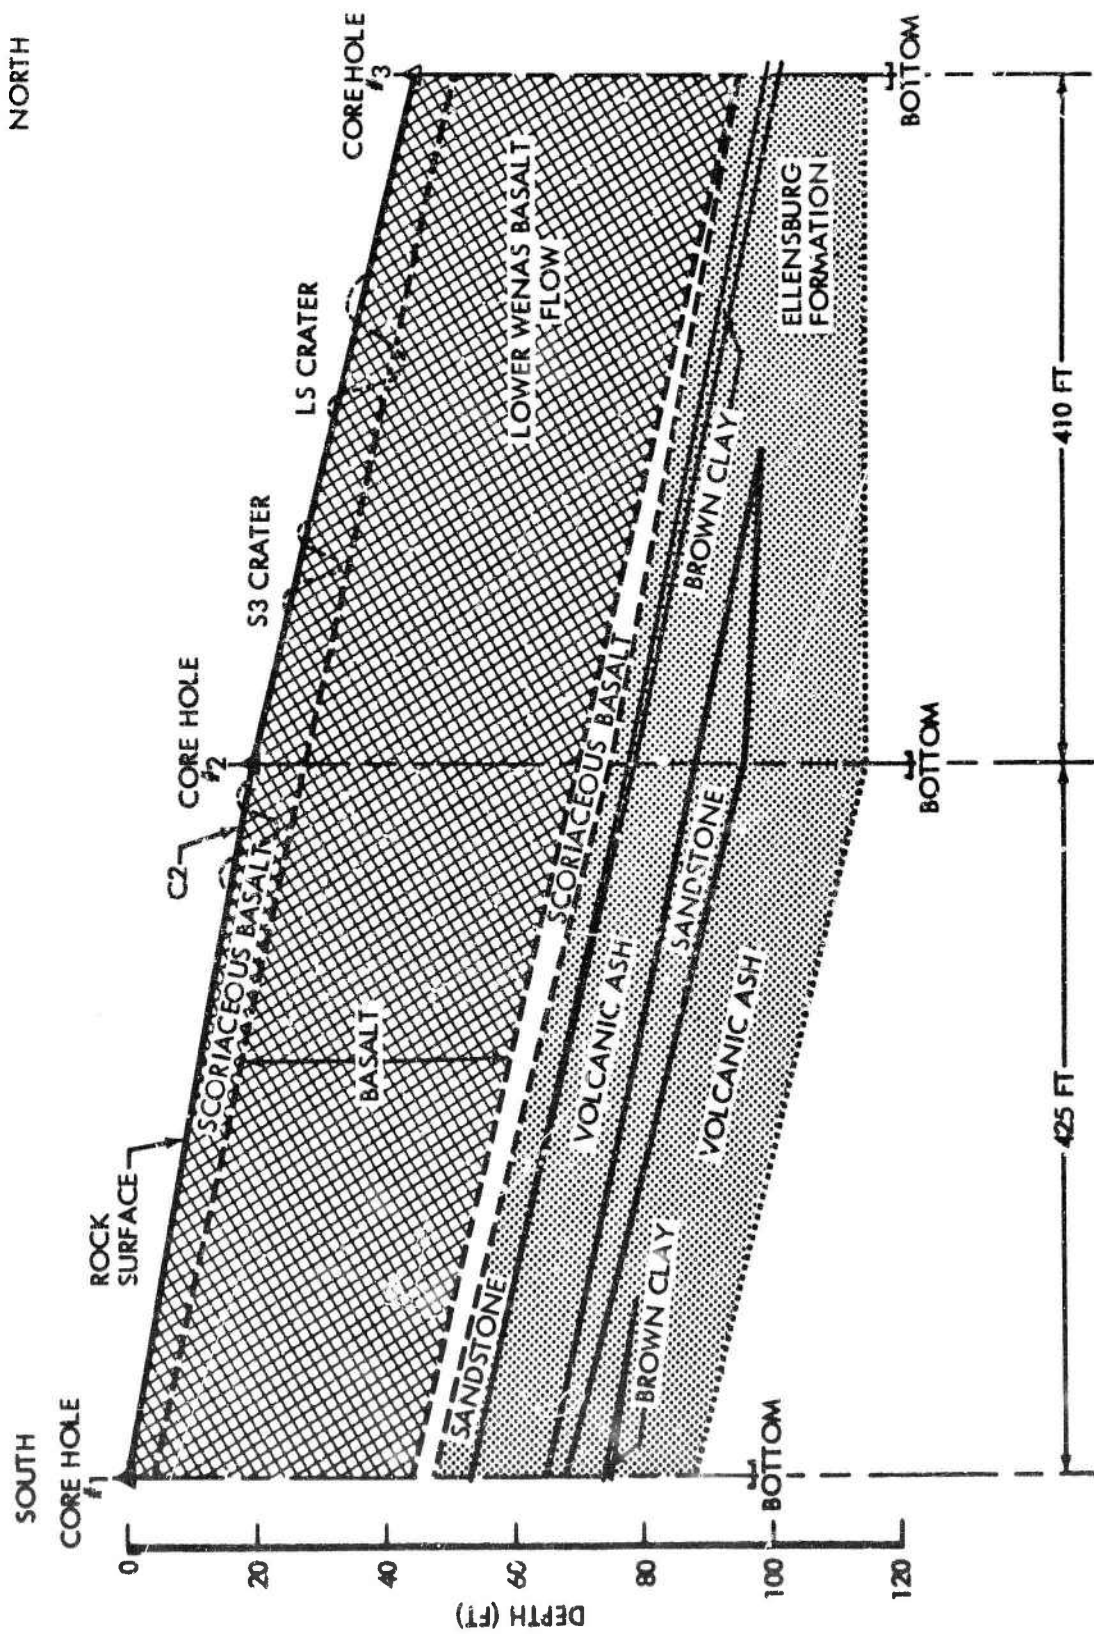 SOUTH
NORTH
CORE HOLE
#1
ROCK
SURFACE
C2
CORE HOLE
#2
S3 CRATER
LS CRATER
CORE HOLE
#3
0
20
40
60
80
100
120
DEPTH (FT)
SCORIACEOUS BASALT
BASALT
LOWER WENAS BASALT
FLOW
SCORIACEOUS BASALT
SANDSTONE
VOLCANIC ASH
SANDSTONE
BROWN CLAY
ELLENSBURG
FORMATION
VOLCANIC ASH
BROWN CLAY
BOTTOM
BOTTOM
BOTTOM
425 FT
410 FT